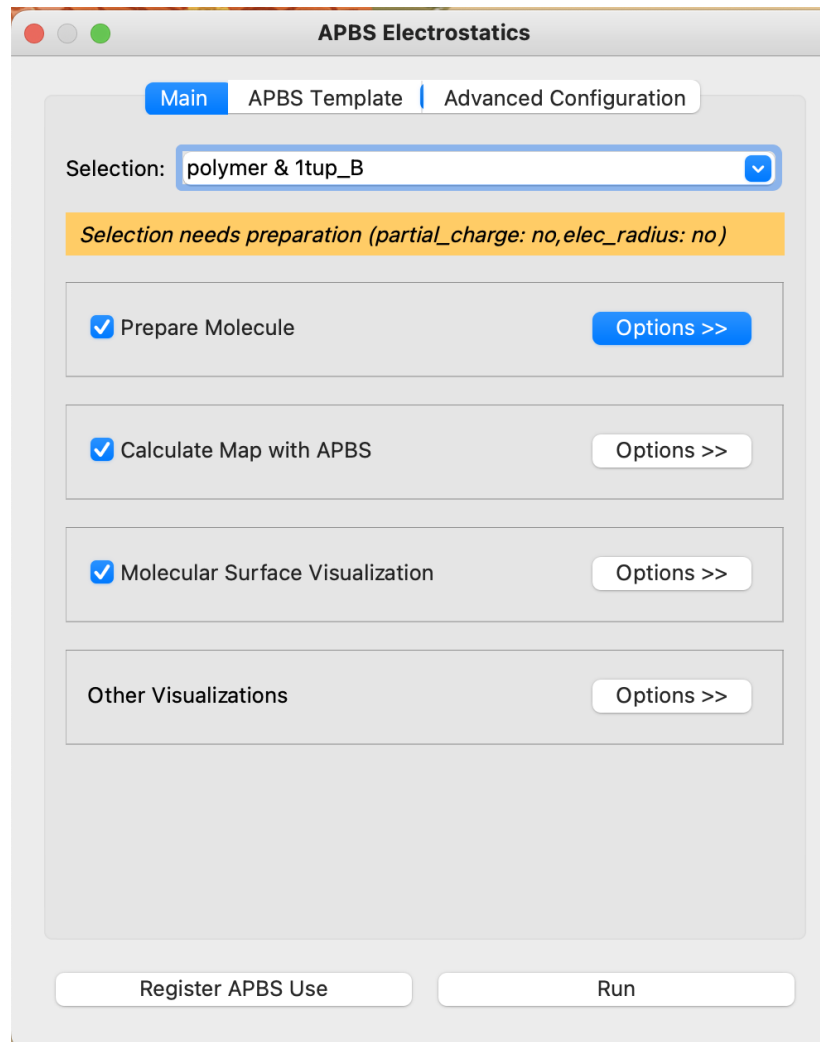 APBS Electrostatics
Main APBS Template Advanced Configuration
Selection: polymer & 1tup_B
Selection needs preparation (partial_charge: no,elec_radius: no)
Prepare Molecule Options >>
Calculate Map with APBS Options >>
Molecular Surface Visualization Options >>
Other Visualizations Options >>
Register APBS Use Run